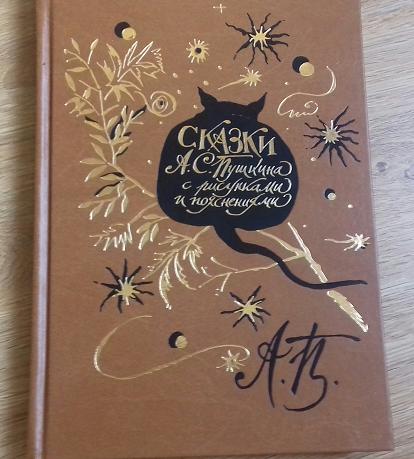 Сказки
А.С. Пушкина
с рисунками
и пояснениями
А.В.